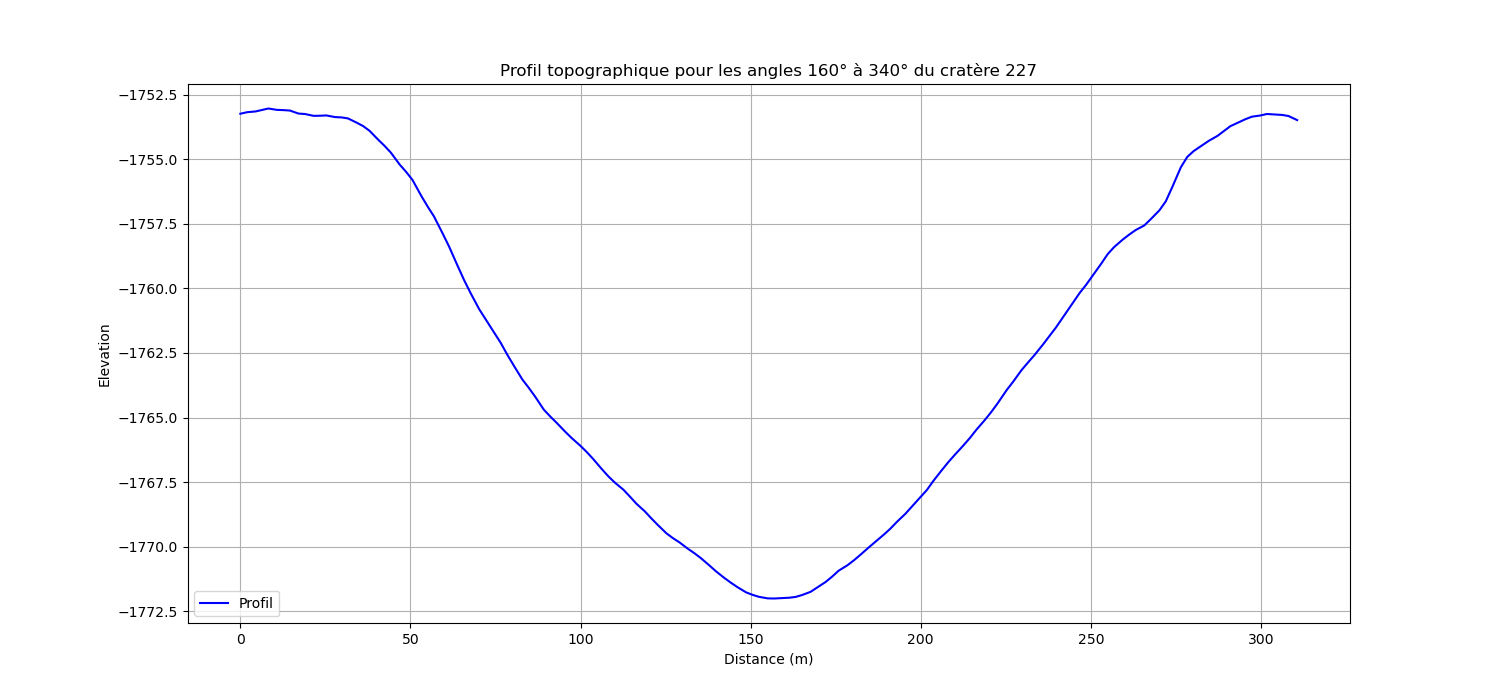 Profil topographique pour les angles 160° à 340° du cratère 227
−1752.5
−1755.0
−1757.5
−1760.0
−1762.5
−1765.0
−1767.5
−1770.0
−1772.5
Elevation
Profil
0 50 100 150 200 250 300
Distance (m)